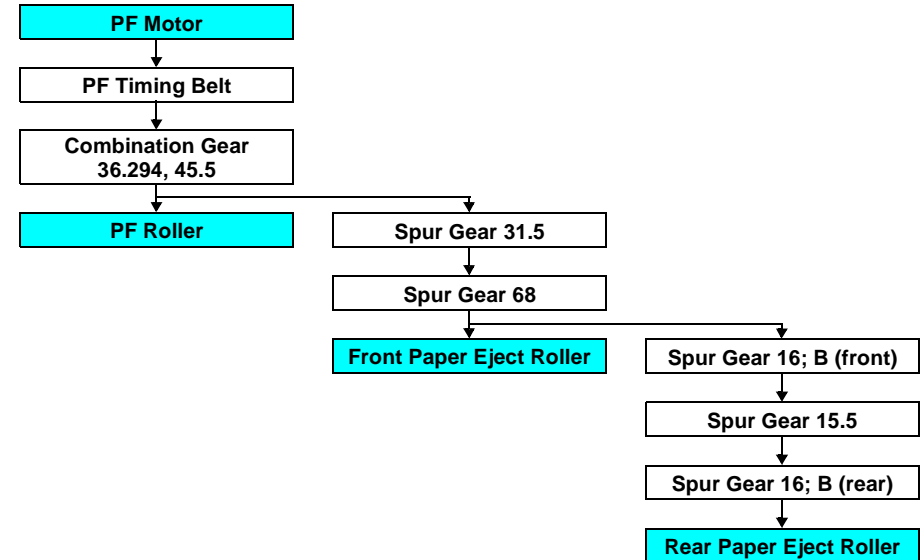 PF Motor
PF Timing Belt
Combination Gear
36.294, 45.5
PF Roller
Spur Gear 31.5
Spur Gear 68
Front Paper Eject Roller
Spur Gear 16; B (front)
Spur Gear 15.5
Spur Gear 16; B (rear)
Rear Paper Eject Roller